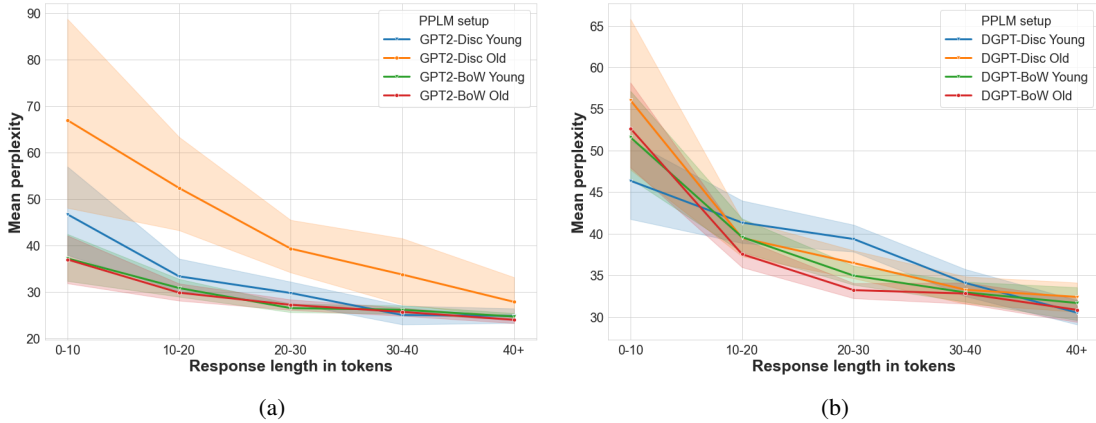 90
80
70
60
50
40
30
20
Mean perplexity
PPLM setup
GPT2-Disc Young
GPT2-Disc Old
GPT2-BoW Young
GPT2-BoW Old
0-10 10-20 20-30 30-40 40+
Response length in tokens
(a)
65
60
55
50
45
40
35
30
Mean perplexity
PPLM setup
DGPT-Disc Young
DGPT-Disc Old
DGPT-BoW Young
DGPT-BoW Old
0-10 10-20 20-30 30-40 40+
Response length in tokens
(b)